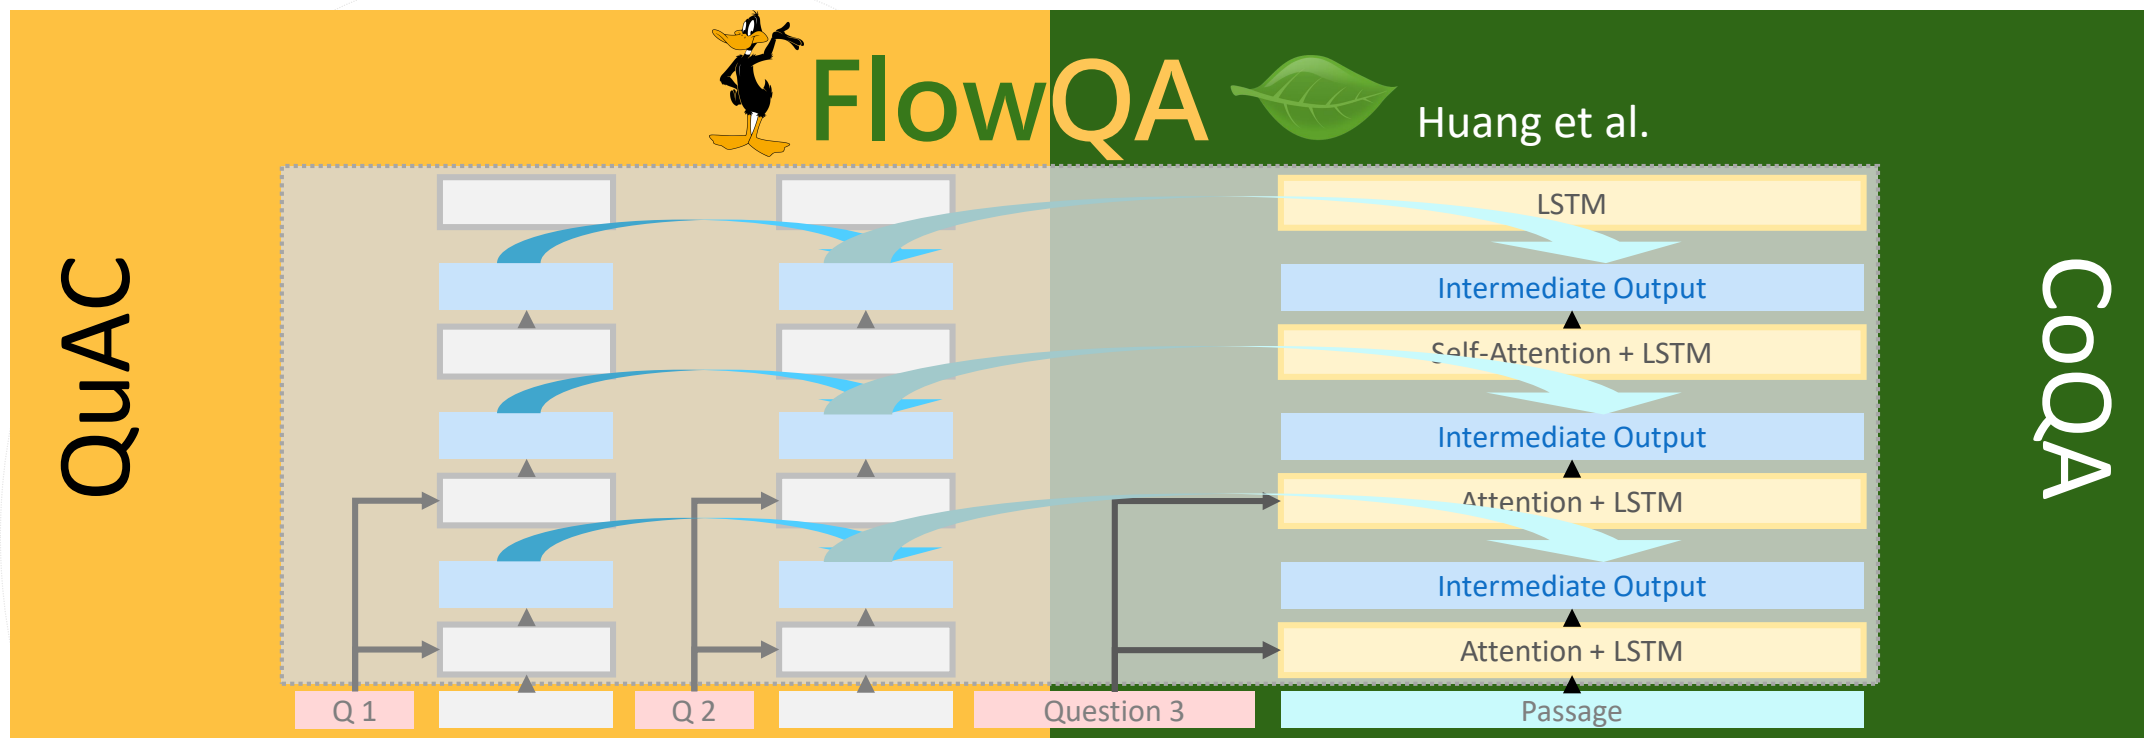 FlowQA
Huang et al.
QuAC
CoQA
LSTM
Intermediate Output
Self-Attention + LSTM
Intermediate Output
Attention + LSTM
Intermediate Output
Attention + LSTM
Q 1
Q 2
Question 3
Passage